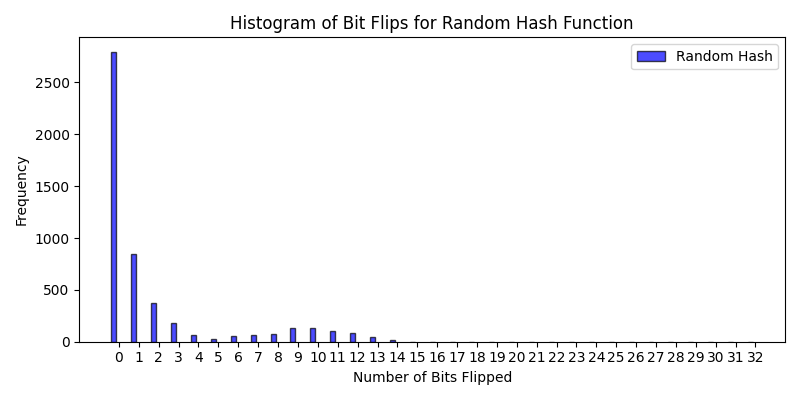 Histogram of Bit Flips for Random Hash Function
Random Hash
Frequency
2500
2000
1500
1000
500
0
0 1 2 3 4 5 6 7 8 9 10 11 12 13 14 15 16 17 18 19 20 21 22 23 24 25 26 27 28 29 30 31 32
Number of Bits Flipped